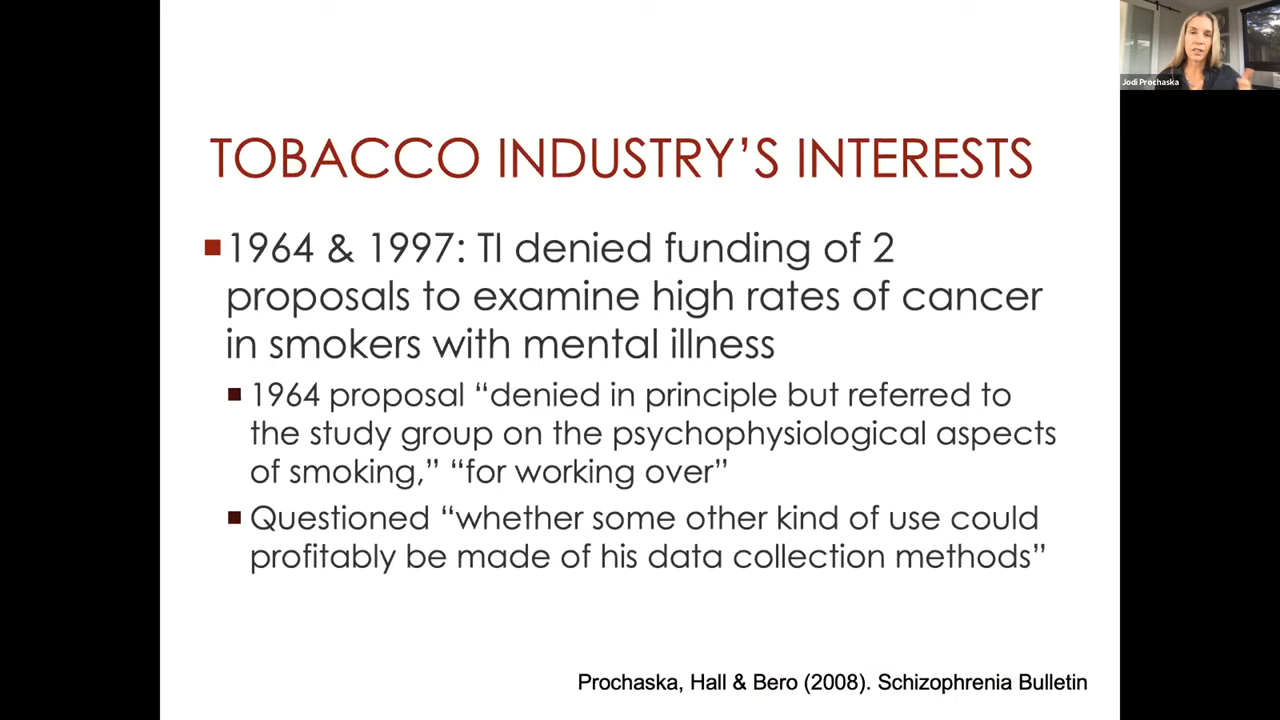 TOBACCO INDUSTRY’S INTERESTS
1964 & 1997: TI denied funding of 2
proposals to examine high rates of cancer
in smokers with mental illness
1964 proposal “denied in principle but referred to
the study group on the psychophysiological aspects
of smoking,” “for working over”
Questioned “whether some other kind of use could
profitably be made of his data collection methods”
Prochaska, Hall & Bero (2008). Schizophrenia Bulletin
Jodi Prochaska